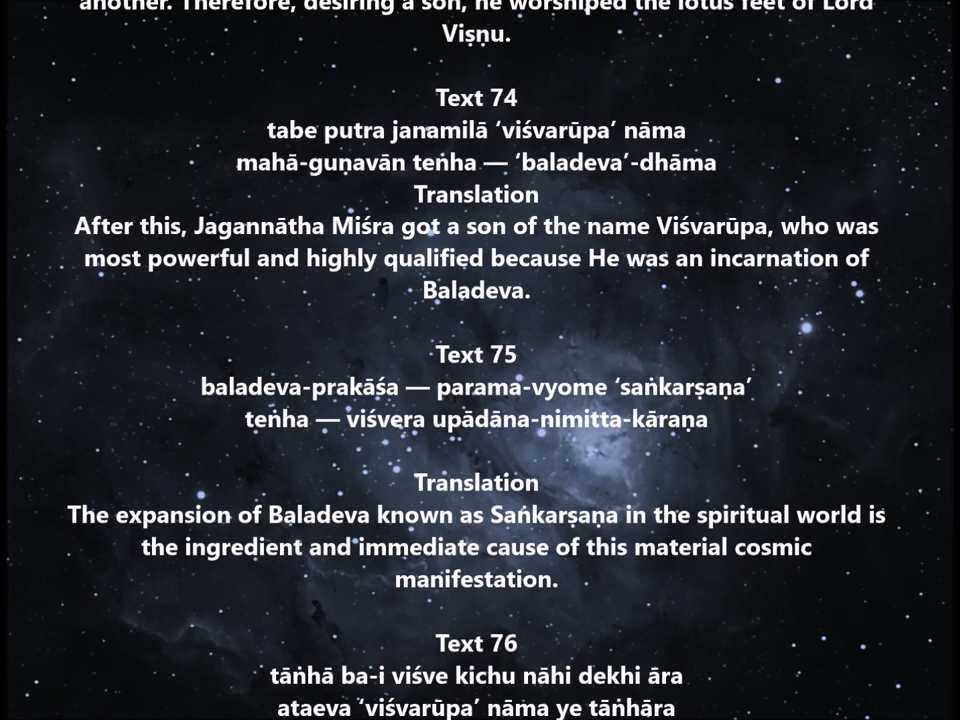 another. Therefore, desiring a son, he worshiped the lotus feet of Lord
Viṣṇu.
Text 74
tabe putra janamilā ‘viśvarūpa’ nāma
mahā-guṇavān teṅha — ‘baladeva’-dhāma
Translation
After this, Jagannātha Miśra got a son of the name Viśvarūpa, who was
most powerful and highly qualified because He was an incarnation of
Baladeva.
Text 75
baladeva-prakāśa — parama-vyome ‘saṅkarṣaṇa’
teṅha — viśvera upādāna-nimitta-kāraṇa
Translation
The expansion of Baladeva known as Saṅkarṣaṇa in the spiritual world is
the ingredient and immediate cause of this material cosmic
manifestation.
Text 76
tāṅhā ba-i viśve kichu nāhi dekhi āra
ataeva ‘viśvarūpa’ nāma ye tāṅhāra